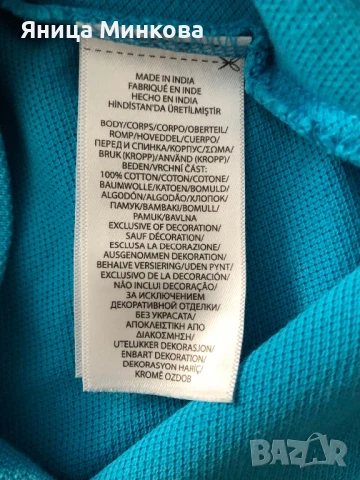 Яница Минкова
MADE IN INDIA
FABRIQUÉ EN INDE
HECHO EN INDIA
HİNDİSTAN'DA ÜRETİLMİŞTİR
BODY/CORPS/CORPO/OBERTEIL/
ROMP/HOVEDDEL/CUERPO/
ПЕРЕД И СПИНКА/КОРПУС/ΣΩΜΑ/
BRUK (KROPP)/ANVÄND (KROPP)/
BEDEN/VRCHNÍ ČÁST:
100% COTTON/COTON/COTONE/
BAUMWOLLE/KATOEN/BOMULD/
ALGODÓN/ALGODÃO/ХЛОПОК/
ПАМУК/ΒΑΜΒΑΚΙ/BOMULL/
PAMUK/BAVLNA
EXCLUSIVE OF DECORATION/
SAUF DÉCORATION/
ESCLUSA LA DECORAZIONE/
AUSGENOMMEN DEKORATION/
BEHALVE VERSIERING/UDEN PYNT/
EXCLUSIVO DE LA DECORACIÓN/
NÃO INCLUI DECORAÇÃO/
ЗА ИСКЛЮЧЕНИЕМ
ДЕКОРАТИВНОЙ ОТДЕЛКИ/
БЕЗ УКРАСАТА/
ΑΠΟΚΛΕΙΣΤΙΚΗ ΑΠΟ
ΔΙΑΚΟΣΜΗΣΗ/
UTELUKKER DEKORASJON/
ENBART DEKORATION/
DEKORASYON HARİÇ/
KROMĚ OZDOB
BAZAR